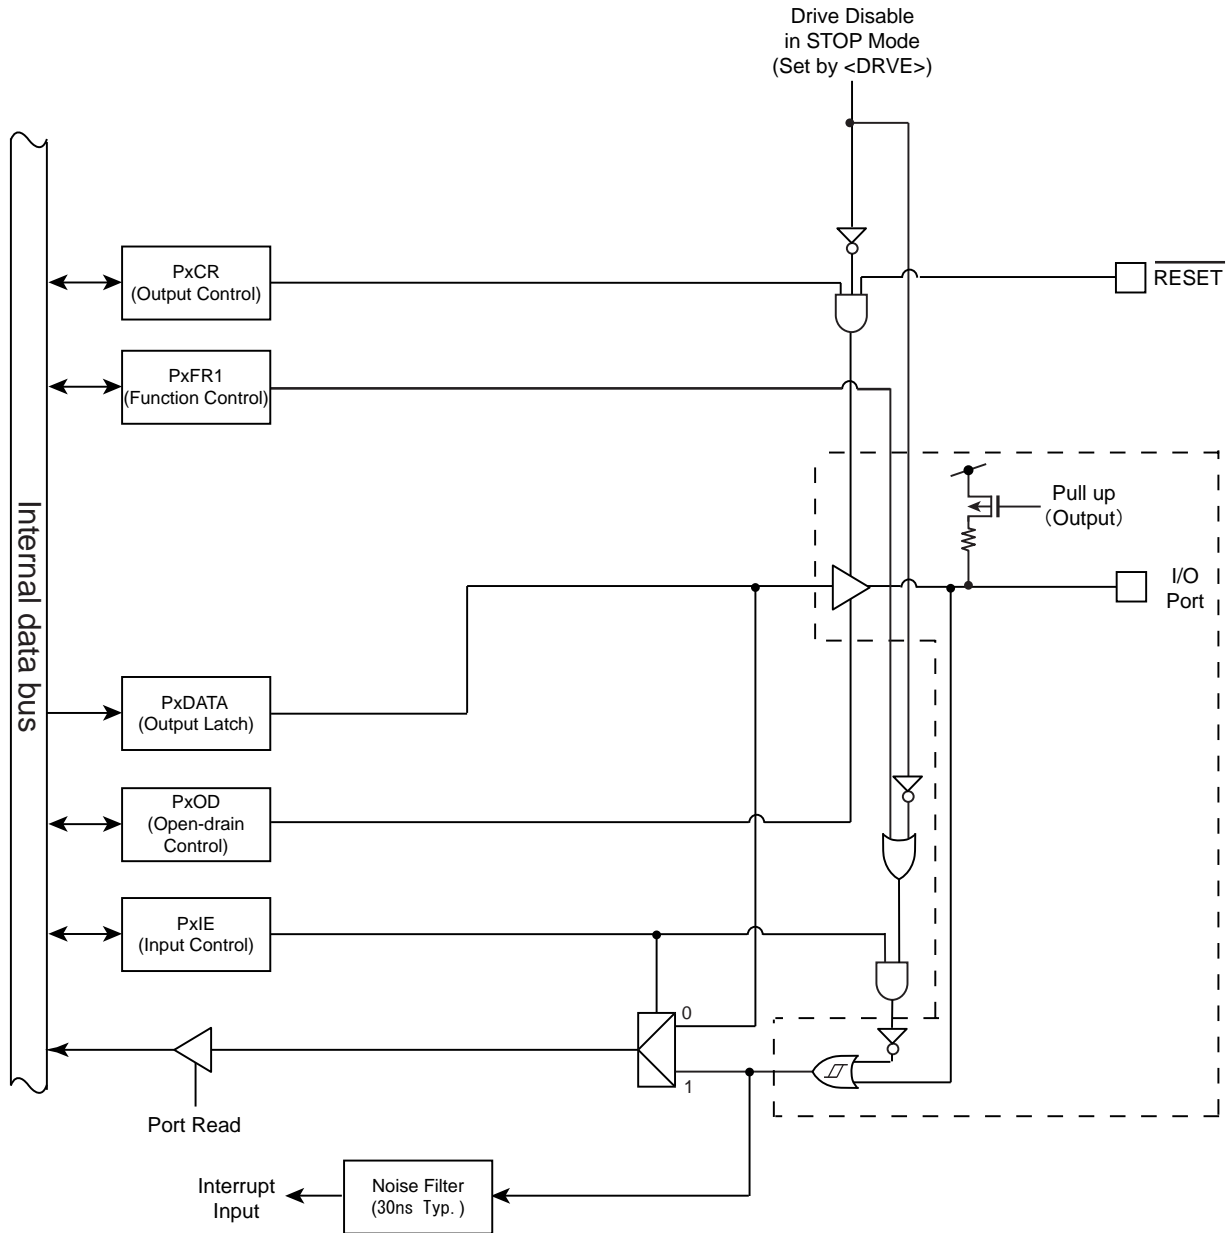 Drive Disable
in STOP Mode
(Set by <DRVE>)
PxCR
(Output Control)
RESET
PxFR1
(Function Control)
Pull up
(Output)
I/O
Port
Internal data bus
PxDATA
(Output Latch)
PxOD
(Open-drain
Control)
PxIE
(Input Control)
0
1
Port Read
Noise Filter
(30ns Typ.)
Interrupt
Input